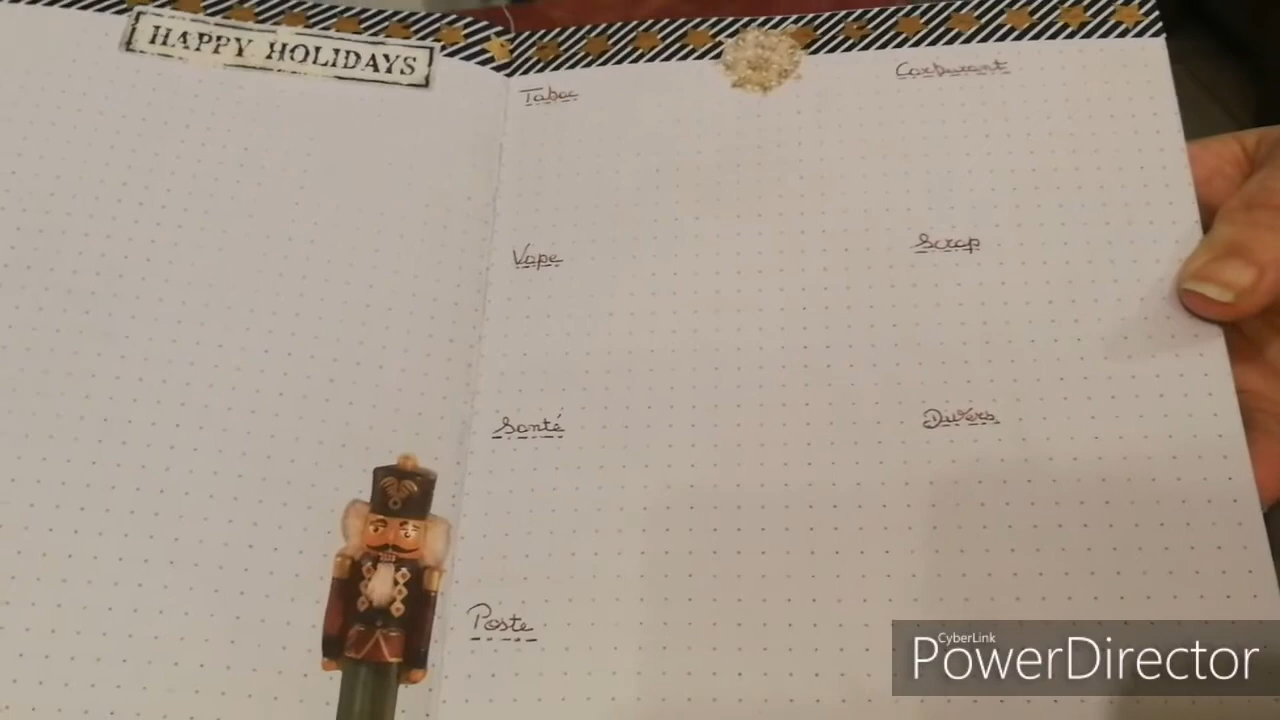 HAPPY HOLIDAYS
Tabac
Carburant
Vape
Scrap
Santé
Divers
Poste
CyberLink
PowerDirector